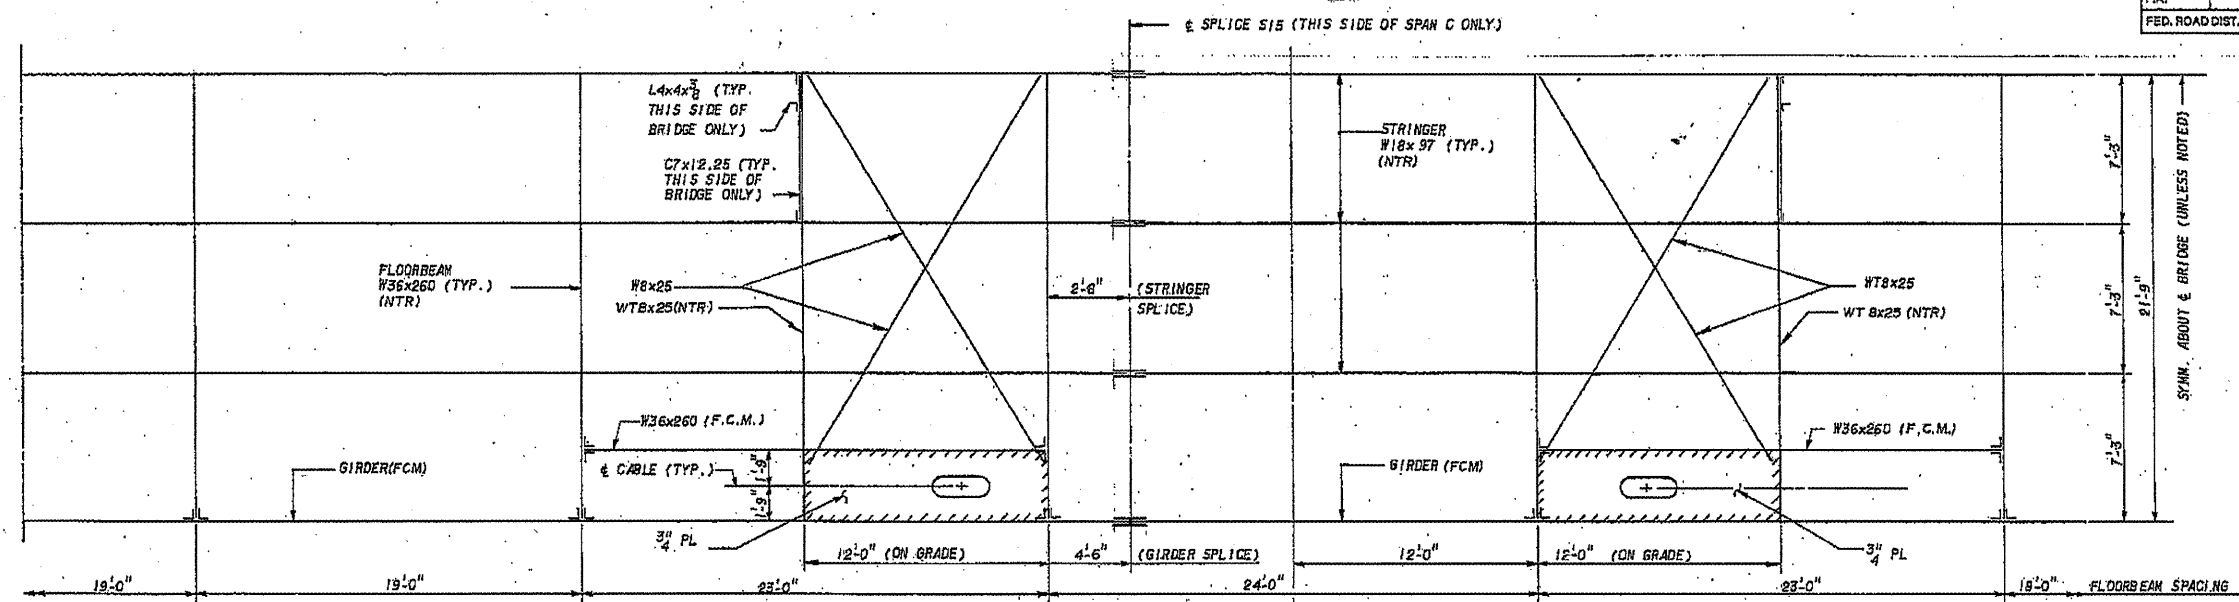 FED. ROAD DIST.
℄ SPLICE S15 (THIS SIDE OF SPAN C ONLY)
L4x4x3/8 (TYP.
THIS SIDE OF
BRIDGE ONLY)
C7x12.25 (TYP.
THIS SIDE OF
BRIDGE ONLY)
STRINGER
W18x97 (TYP.)
(NTR)
7'-3"
SYMM. ABOUT ℄ BRIDGE (UNLESS NOTED)
FLOORBEAM
W36x260 (TYP.)
(NTR)
W8x25
WT8x25(NTR)
2'-6"
(STRINGER
SPLICE)
WT8x25
WT 8x25 (NTR)
7'-3"
21'-9"
W36x260 (F.C.M.)
W36x260 (F.C.M.)
GIRDER(FCM)
℄ CABLE (TYP.)
1'-9"
1'-9"
GIRDER (FCM)
7'-3"
3/4" PL
12'-0" (ON GRADE)
4'-6"
(GIRDER SPLICE)
12'-0"
12'-0" (ON GRADE)
3/4" PL
19'-0"
19'-0"
23'-0"
24'-0"
23'-0"
FLOORBEAM SPACING